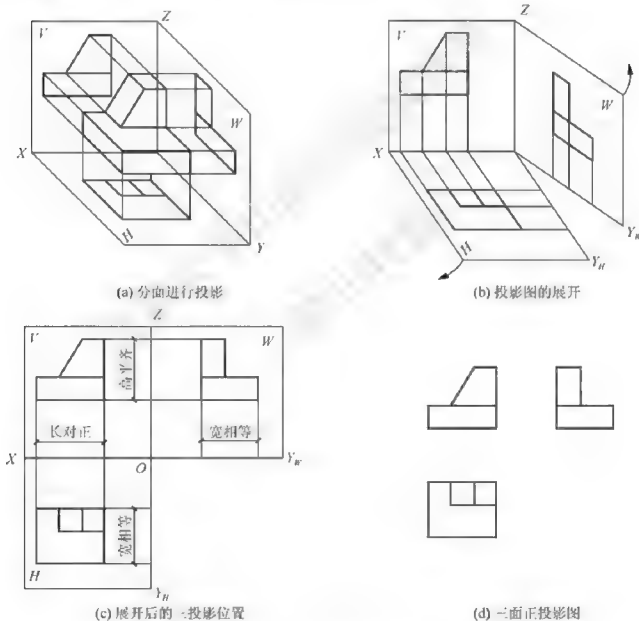 Z
V
W
X
H
Y
(a) 分面进行投影
Z
V
W
X
H
Y_H
Y_W
(b) 投影图的展开
Z
V
W
高平齐
长对正
宽相等
X
O
Y_W
宽相等
H
Y_H
(c) 展开后的三投影位置
(d) 三面正投影图